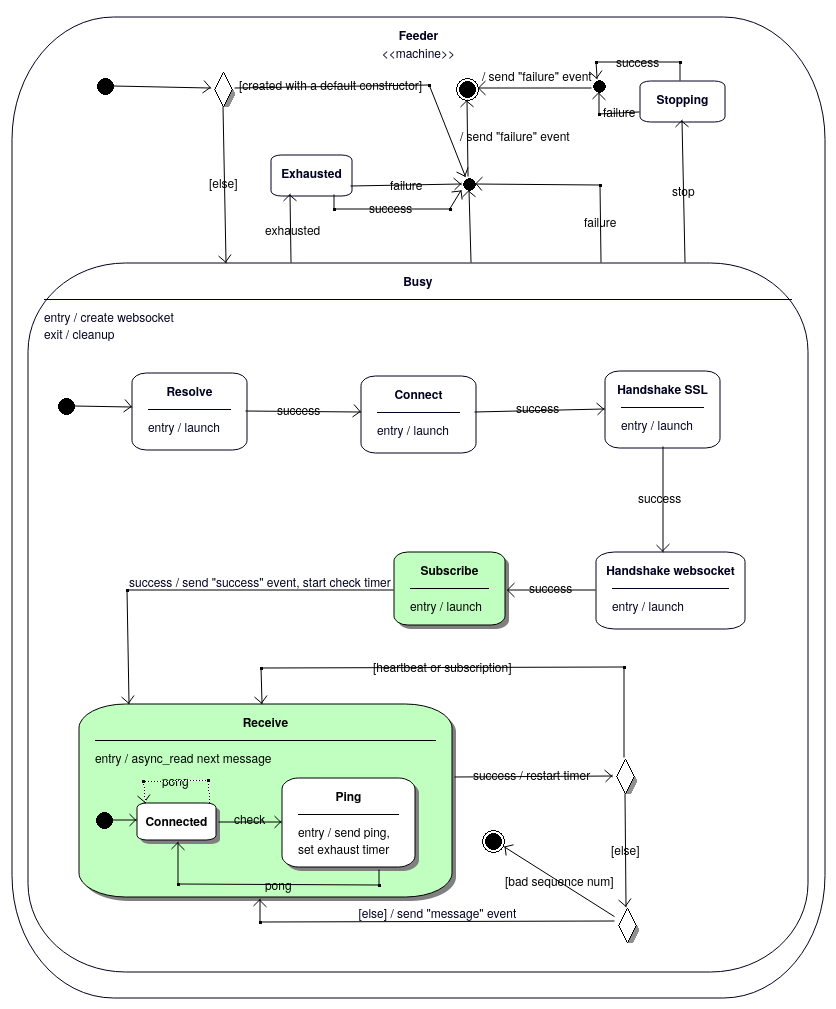 Feeder
<<machine>>
success
/ send "failure" event
[created with a default constructor]
Stopping
failure
/ send "failure" event
Exhausted
[else]
failure
stop
success
failure
exhausted
Busy
entry / create websocket
exit / cleanup
Resolve
entry / launch
success
Connect
entry / launch
success
Handshake SSL
entry / launch
success
Subscribe
entry / launch
success
Handshake websocket
entry / launch
success / send "success" event, start check timer
[heartbeat or subscription]
Receive
entry / async_read next message
success / restart timer
pong
Connected
check
Ping
entry / send ping,
set exhaust timer
pong
[else]
[bad sequence num]
[else] / send "message" event